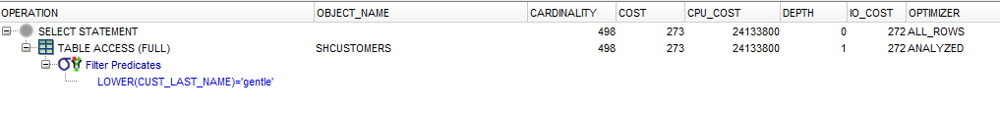 OPERATION OBJECT_NAME CARDINALITY COST CPU_COST DEPTH IO_COST OPTIMIZER
SELECT STATEMENT 498 273 24133800 0 272 ALL_ROWS
TABLE ACCESS (FULL) SHCUSTOMERS 498 273 24133800 1 272 ANALYZED
Filter Predicates
LOWER(CUST_LAST_NAME)='gentle'